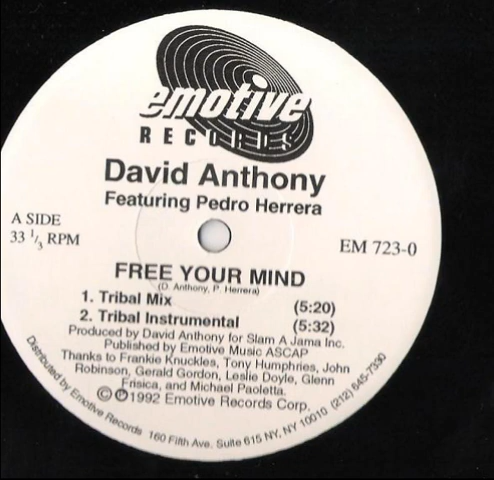 emotive
RECORDS
David Anthony
Featuring Pedro Herrera
A SIDE
33 1/3 RPM
EM 723-0
FREE YOUR MIND
(D. Anthony, P. Herrera)
1. Tribal Mix (5:20)
2. Tribal Instrumental (5:32)
Produced by David Anthony for Slam A Jama Inc.
Published by Emotive Music ASCAP
Thanks to Frankie Knuckles, Tony Humphries, John
Robinson, Gerald Gordon, Leslie Doyle, Glenn
Frisica, and Michael Paoletta.
©℗1992 Emotive Records Corp.
Distributed by Emotive Records 160 Fifth Ave. Suite 615 NY, NY 10010 (212) 645-7330